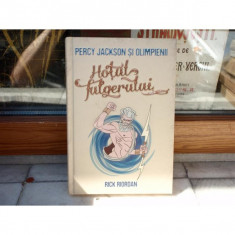 PERCY JACKSON ȘI OLIMPIENII
Hoțul
fulgerului
RICK RIORDAN